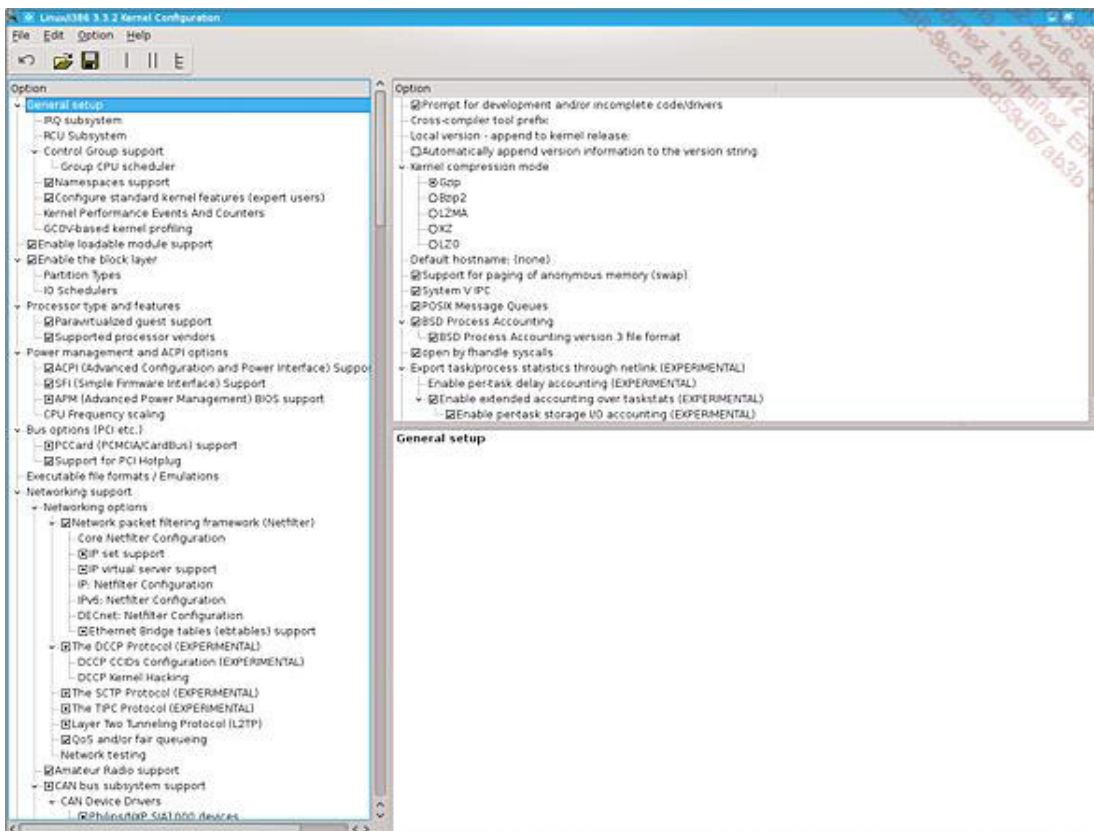 Linux/i386 3.3.2 Kernel Configuration
File Edit Option Help
Option
General setup
IRQ subsystem
RCU Subsystem
Control Group support
Group CPU scheduler
Namespaces support
Configure standard kernel features (expert users)
Kernel Performance Events And Counters
GCOV-based kernel profiling
Enable loadable module support
Enable the block layer
Partition Types
IO Schedulers
Processor type and features
Paravirtualized guest support
Supported processor vendors
Power management and ACPI options
ACPI (Advanced Configuration and Power Interface) Suppo
SFI (Simple Firmware Interface) Support
APM (Advanced Power Management) BIOS support
CPU Frequency scaling
Bus options (PCI etc.)
PCCard (PCMCIA/CardBus) support
Support for PCI Hotplug
Executable file formats / Emulations
Networking support
Networking options
Network packet filtering framework (Netfilter)
Core Netfilter Configuration
IP set support
IP virtual server support
IP: Netfilter Configuration
IPv6: Netfilter Configuration
DECnet: Netfilter Configuration
Ethernet Bridge tables (ebtables) support
The DCCP Protocol (EXPERIMENTAL)
DCCP CCIDs Configuration (EXPERIMENTAL)
DCCP Kernel Hacking
The SCTP Protocol (EXPERIMENTAL)
The TIPC Protocol (EXPERIMENTAL)
Layer Two Tunneling Protocol (L2TP)
QoS and/or fair queueing
Network testing
Amateur Radio support
CAN bus subsystem support
CAN Device Drivers
Philips/NXP SJA1000 devices
Option
Prompt for development and/or incomplete code/drivers
Cross-compiler tool prefix:
Local version - append to kernel release:
Automatically append version information to the version string
Kernel compression mode
Gzip
Bzip2
LZMA
XZ
LZO
Default hostname: (none)
Support for paging of anonymous memory (swap)
System V IPC
POSIX Message Queues
BSD Process Accounting
BSD Process Accounting version 3 file format
open by fhandle syscalls
Export task/process statistics through netlink (EXPERIMENTAL)
Enable per-task delay accounting (EXPERIMENTAL)
Enable extended accounting over taskstats (EXPERIMENTAL)
Enable per-task storage I/O accounting (EXPERIMENTAL)
General setup